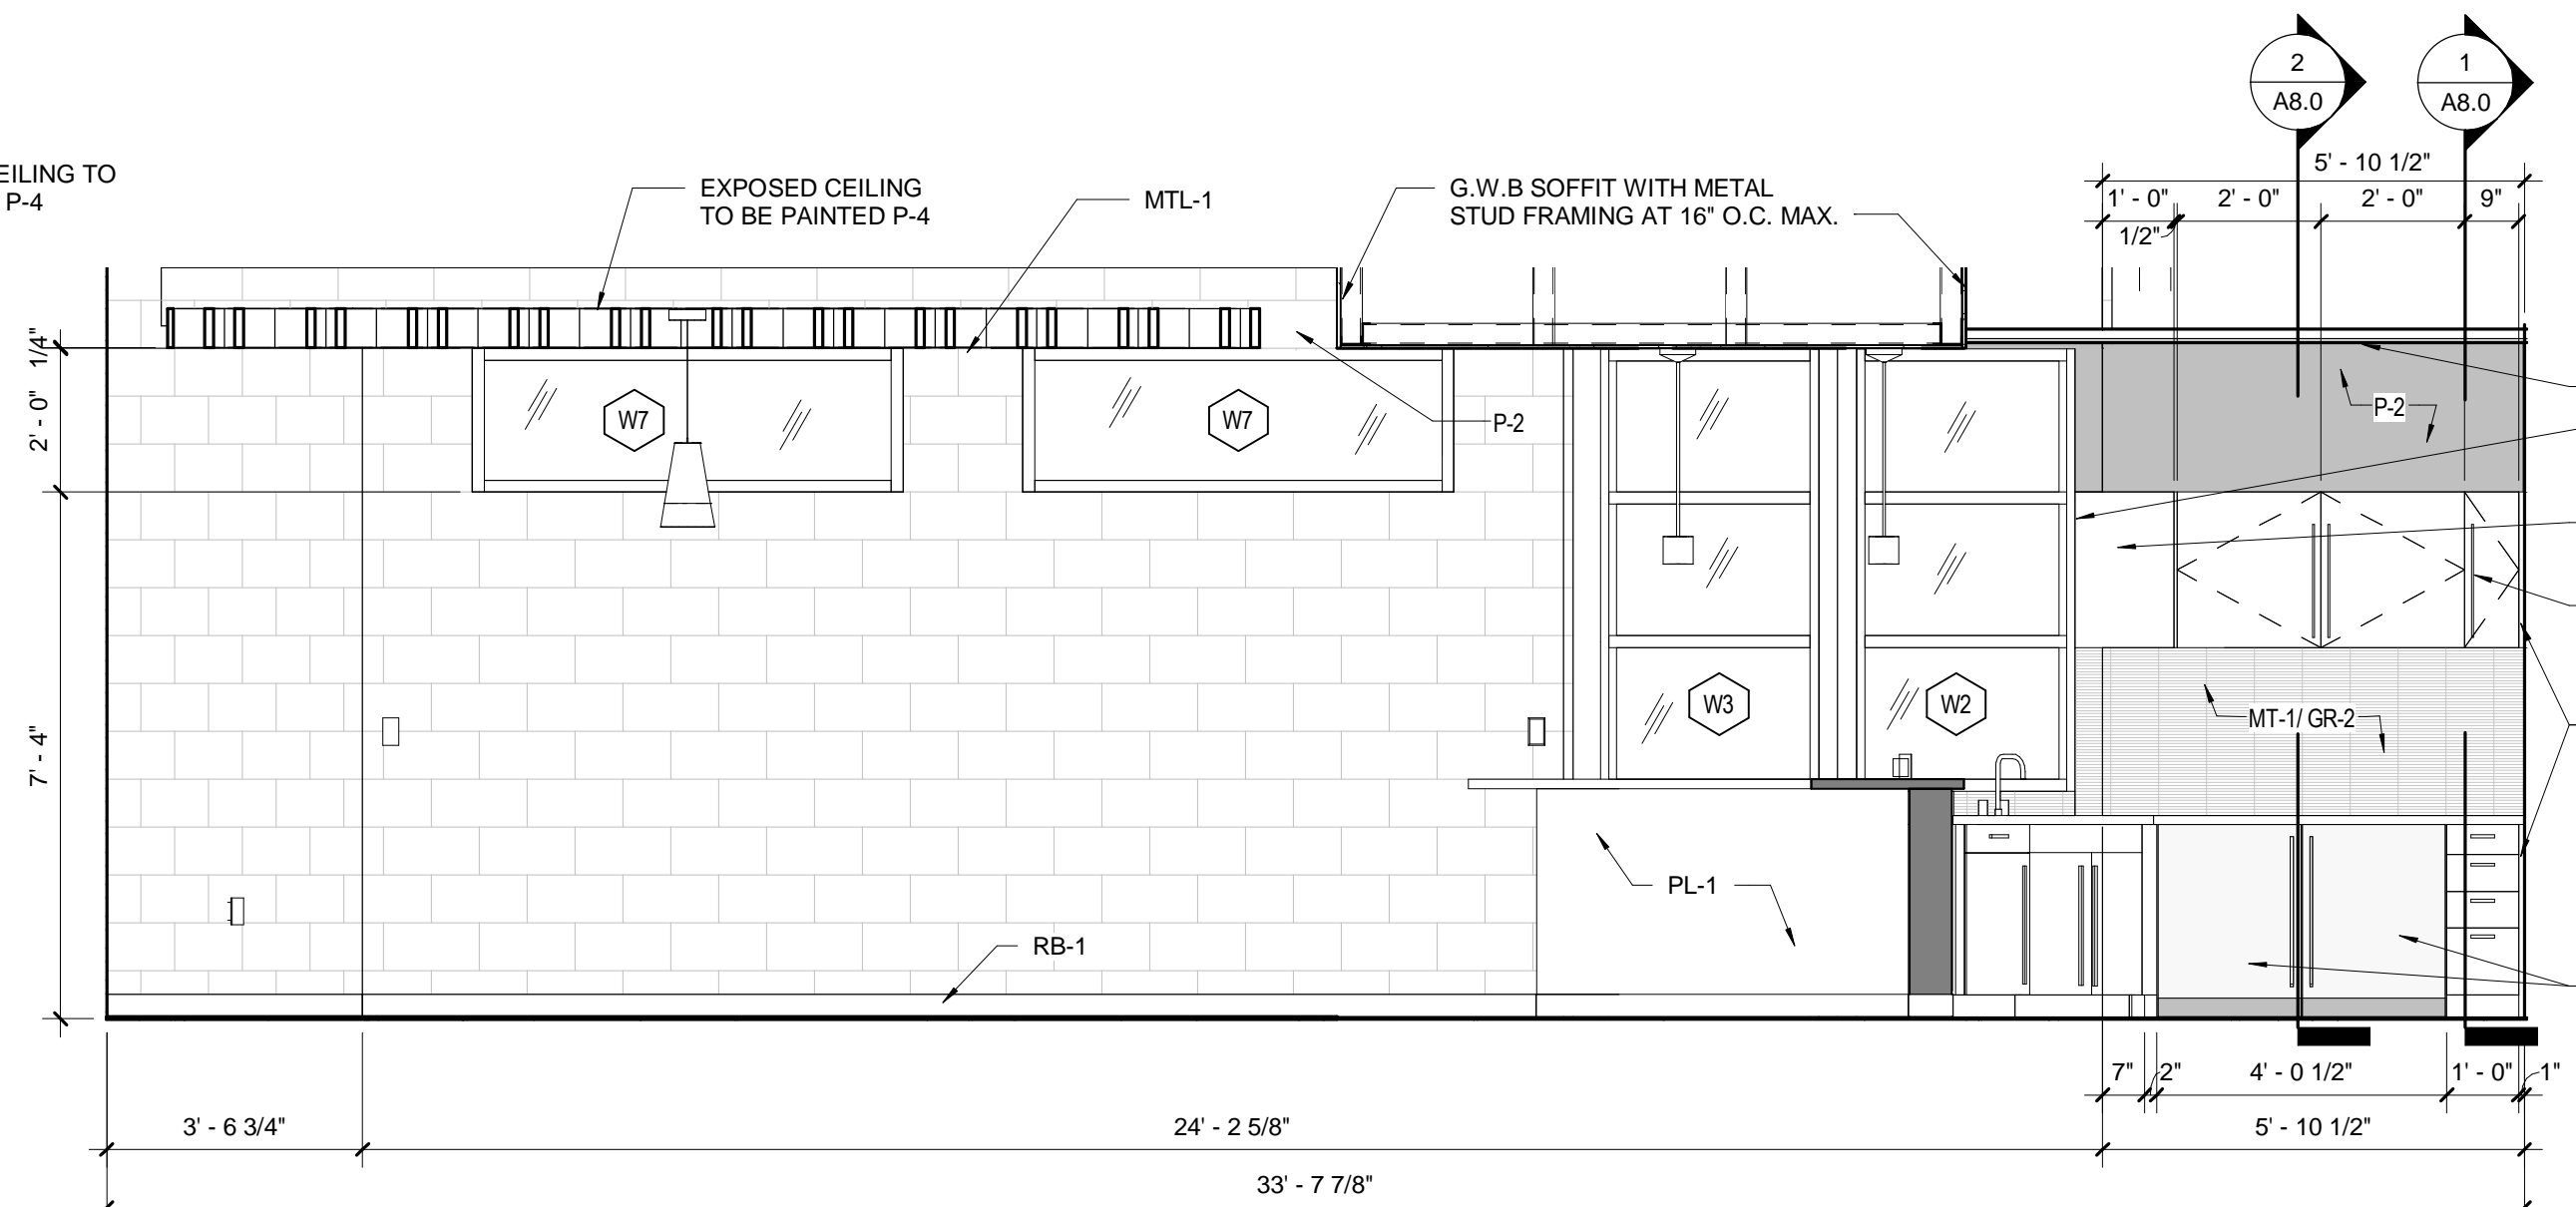 2
A8.0
1
A8.0
5' - 10 1/2"
1' - 0"
2' - 0"
2' - 0"
9"
1/2"
EILING TO
P-4
EXPOSED CEILING
TO BE PAINTED P-4
MTL-1
G.W.B SOFFIT WITH METAL
STUD FRAMING AT 16" O.C. MAX.
1/4"
2' - 0"
7' - 4"
W7
W7
P-2
P-2
W3
W2
MT-1/ GR-2
PL-1
RB-1
7"
2"
4' - 0 1/2"
1' - 0"
1"
3' - 6 3/4"
24' - 2 5/8"
5' - 10 1/2"
33' - 7 7/8"